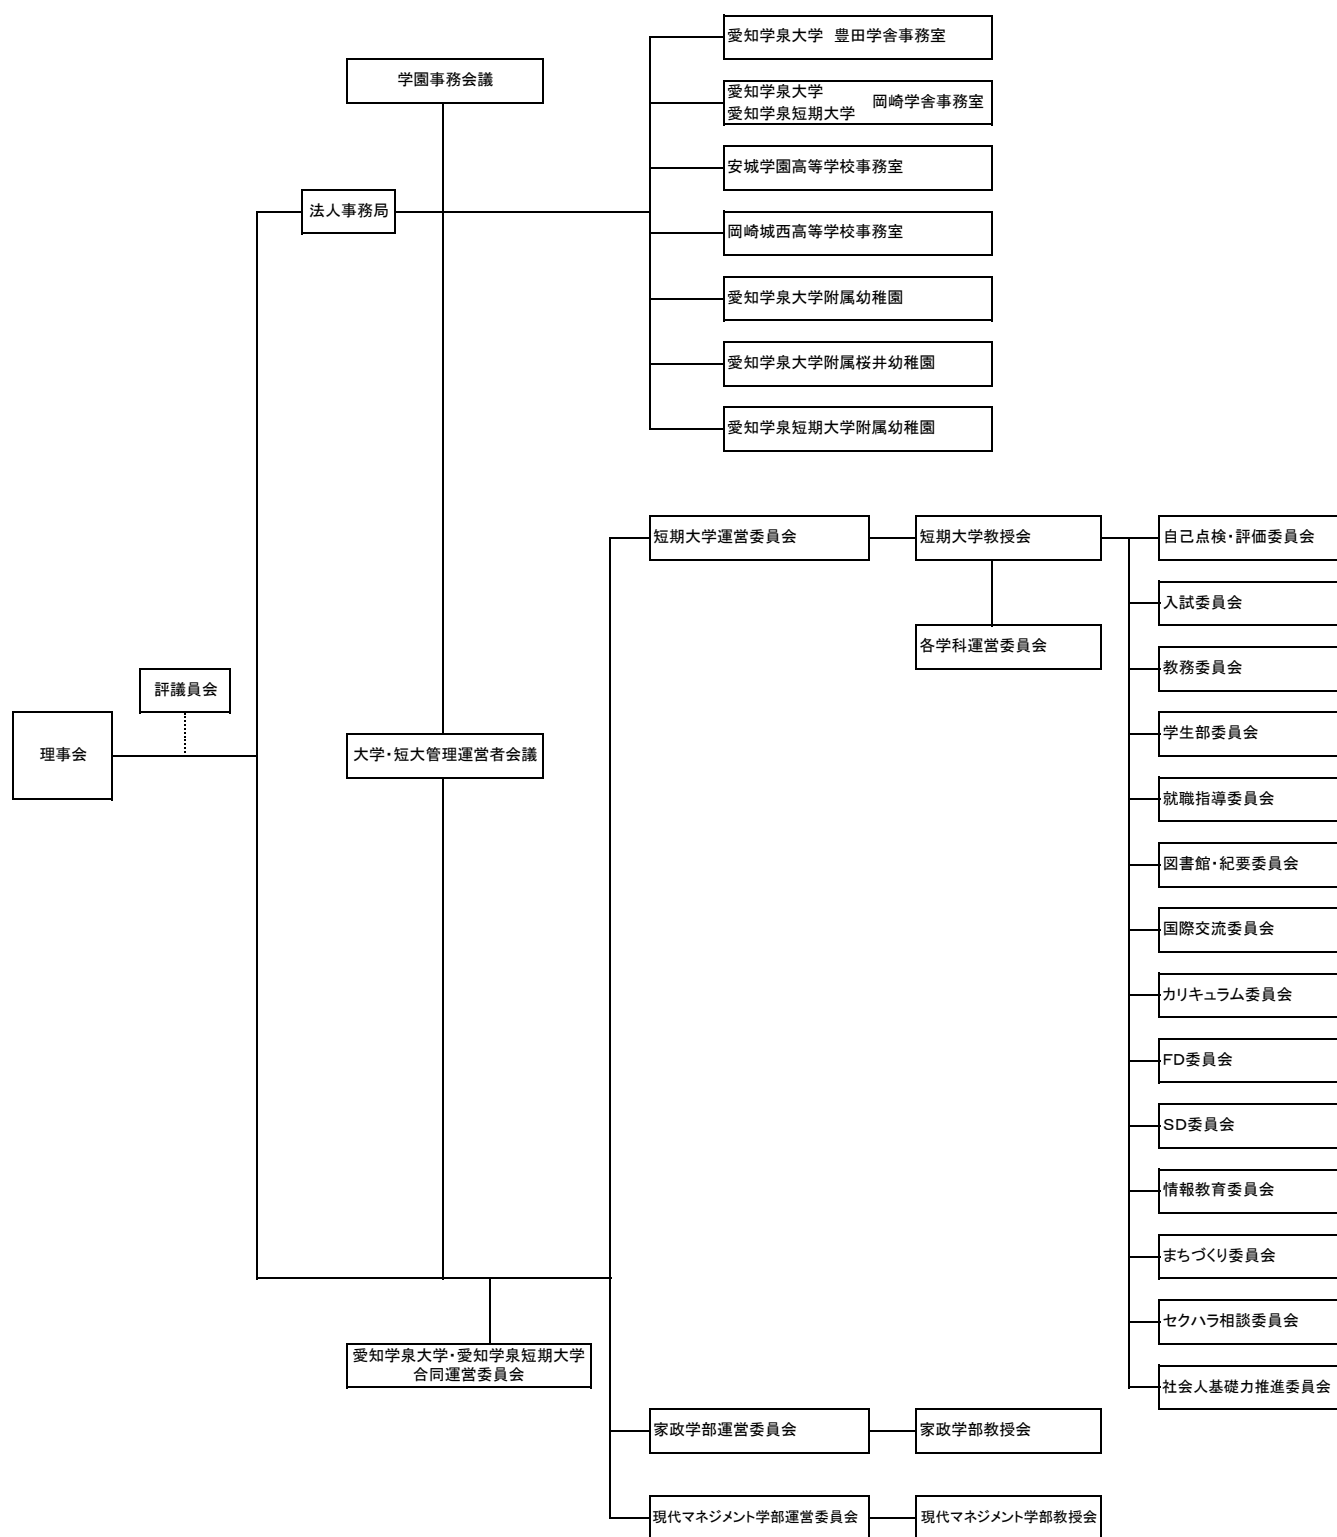 愛知学泉大学　豊田学舎事務室
学園事務会議
愛知学泉大学
愛知学泉短期大学
岡崎学舎事務室
安城学園高等学校事務室
法人事務局
岡崎城西高等学校事務室
愛知学泉大学附属幼稚園
愛知学泉大学附属桜井幼稚園
愛知学泉短期大学附属幼稚園
短期大学運営委員会
短期大学教授会
自己点検・評価委員会
入試委員会
各学科運営委員会
教務委員会
評議員会
学生部委員会
理事会
大学・短大管理運営者会議
就職指導委員会
図書館・紀要委員会
国際交流委員会
カリキュラム委員会
FD委員会
SD委員会
情報教育委員会
まちづくり委員会
セクハラ相談委員会
愛知学泉大学・愛知学泉短期大学
合同運営委員会
社会人基礎力推進委員会
家政学部運営委員会
家政学部教授会
現代マネジメント学部運営委員会
現代マネジメント学部教授会